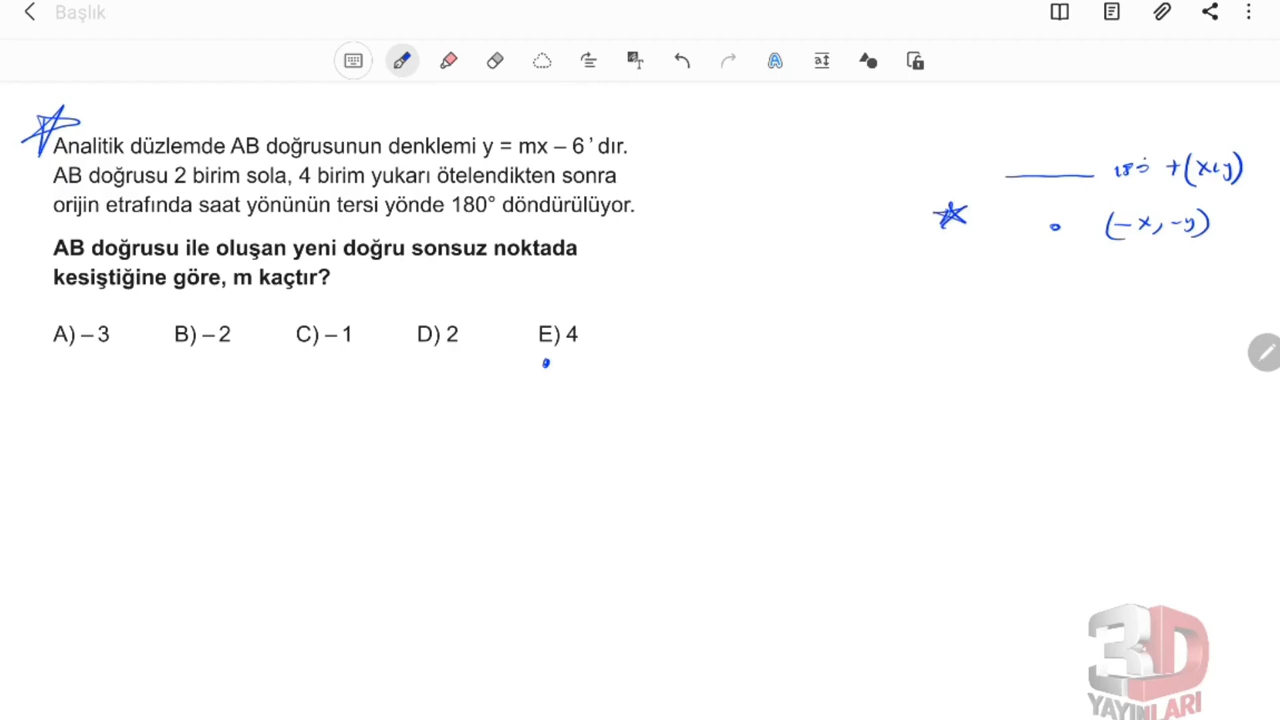 Başlık
Analitik düzlemde AB doğrusunun denklemi y = mx – 6 ’ dır.
AB doğrusu 2 birim sola, 4 birim yukarı ötelendikten sonra
orijin etrafında saat yönünün tersi yönde 180° döndürülüyor.
AB doğrusu ile oluşan yeni doğru sonsuz noktada
kesiştiğine göre, m kaçtır?
A) – 3 B) – 2 C) – 1 D) 2 E) 4
180 + (x,y)
(-x, -y)
3D
YAYINLARI